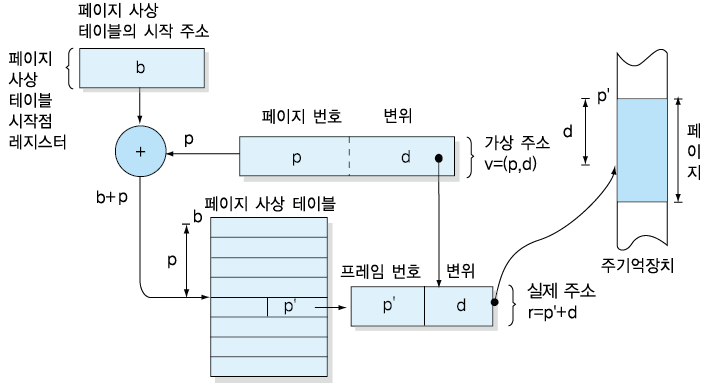 페이지 사상
테이블의 시작 주소
페이지
사상
테이블
시작점
레지스터
b
페이지 번호
변위
p
+
p
d
가상 주소
v=(p,d)
b+p
페이지 사상 테이블
b
p
p'
프레임 번호
변위
p'
d
실제 주소
r=p'+d
p'
d
페이지
주기억장치